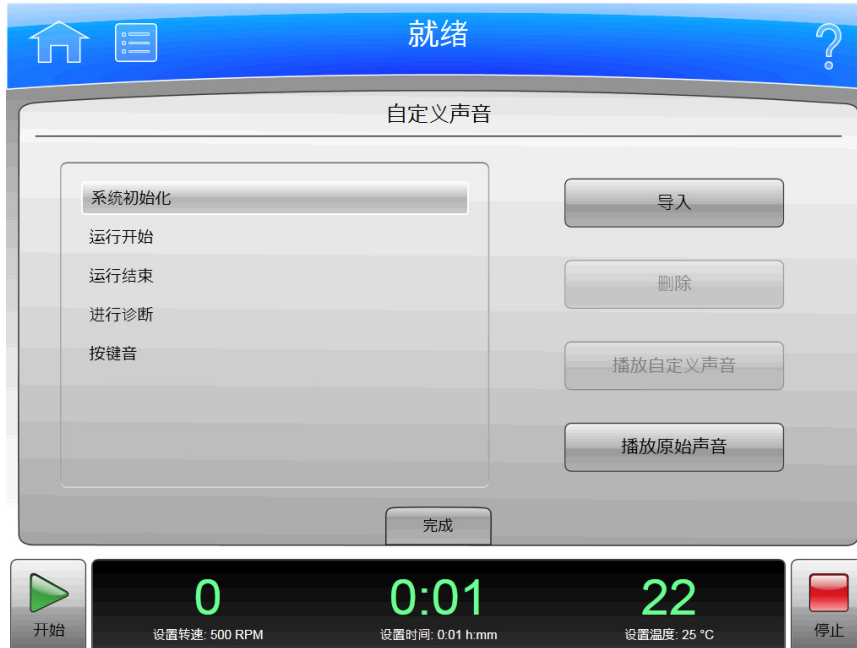 就绪
自定义声音
系统初始化
运行开始
运行结束
进行诊断
按键音
导入
删除
播放自定义声音
播放原始声音
完成
开始
0
设置转速: 500 RPM
0:01
设置时间: 0:01 h:mm
22
设置温度: 25 °C
停止